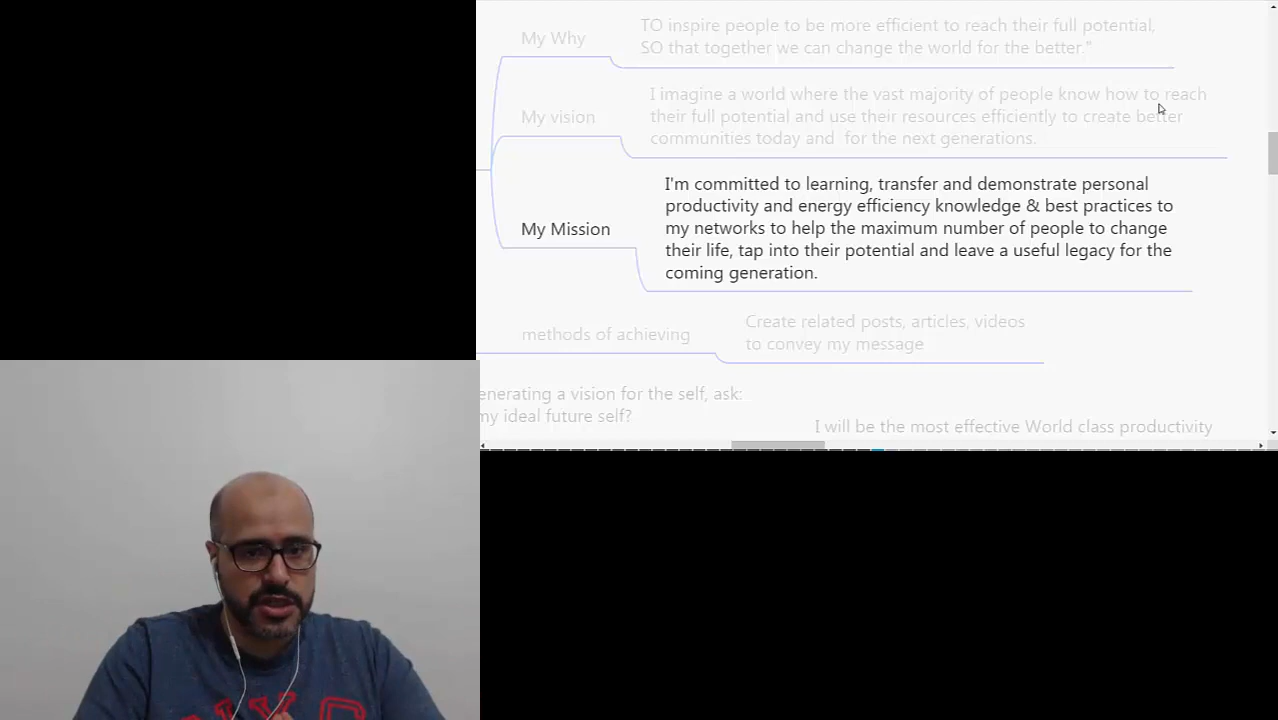 My Why
TO inspire people to be more efficient to reach their full potential,
SO that together we can change the world for the better."
My vision
I imagine a world where the vast majority of people know how to reach
their full potential and use their resources efficiently to create better
communities today and  for the next generations.
My Mission
I'm committed to learning, transfer and demonstrate personal
productivity and energy efficiency knowledge & best practices to
my networks to help the maximum number of people to change
their life, tap into their potential and leave a useful legacy for the
coming generation.
methods of achieving
Create related posts, articles, videos
to convey my message
enerating a vision for the self, ask:
my ideal future self?
I will be the most effective World class productivity